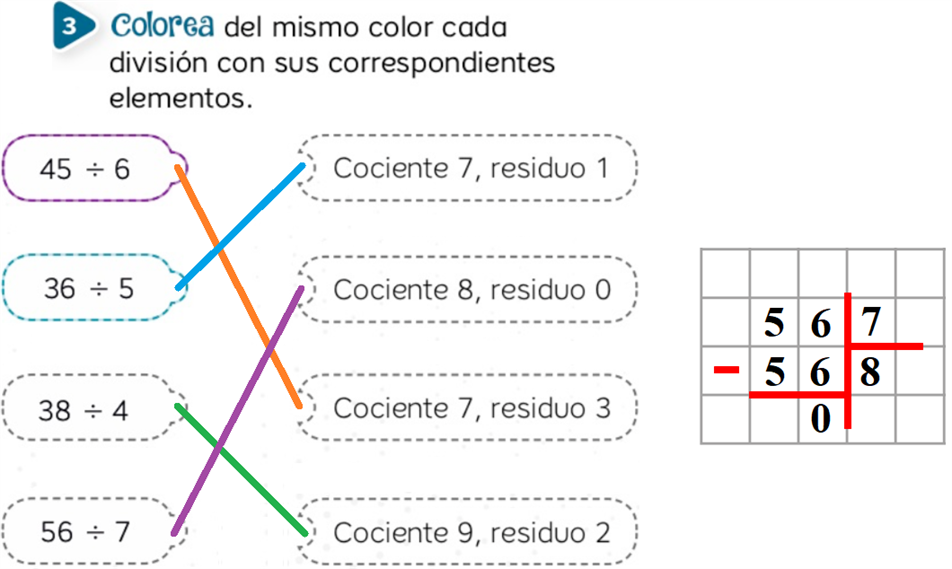 3 Colorea del mismo color cada
división con sus correspondientes
elementos.
45 ÷ 6
Cociente 7, residuo 1
36 ÷ 5
Cociente 8, residuo 0
38 ÷ 4
Cociente 7, residuo 3
56 ÷ 7
Cociente 9, residuo 2
5 6 7
- 5 6 8
0